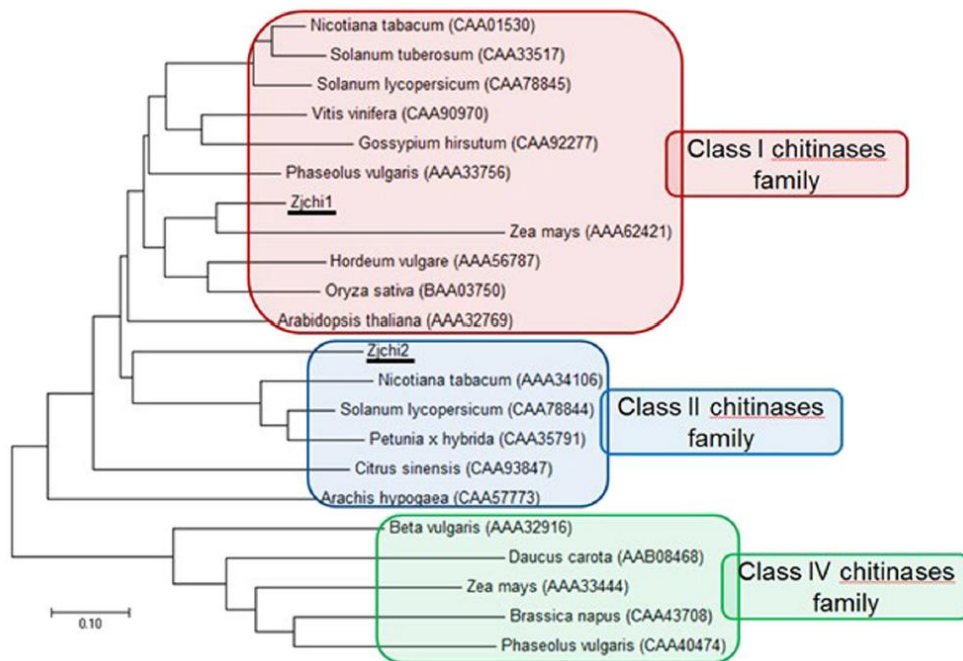 Nicotiana tabacum (CAA01530)
Solanum tuberosum (CAA33517)
Solanum lycopersicum (CAA78845)
Vitis vinifera (CAA90970)
Gossypium hirsutum (CAA92277)
Phaseolus vulgaris (AAA33756)
Zjchi1
Zea mays (AAA62421)
Hordeum vulgare (AAA56787)
Oryza sativa (BAA03750)
Arabidopsis thaliana (AAA32769)
Class I chitinases
family
Zjchi2
Nicotiana tabacum (AAA34106)
Solanum lycopersicum (CAA78844)
Petunia x hybrida (CAA35791)
Citrus sinensis (CAA93847)
Arachis hypogaea (CAA57773)
Class II chitinases
family
Beta vulgaris (AAA32916)
Daucus carota (AAB08468)
Zea mays (AAA33444)
Brassica napus (CAA43708)
Phaseolus vulgaris (CAA40474)
Class IV chitinases
family
0.10